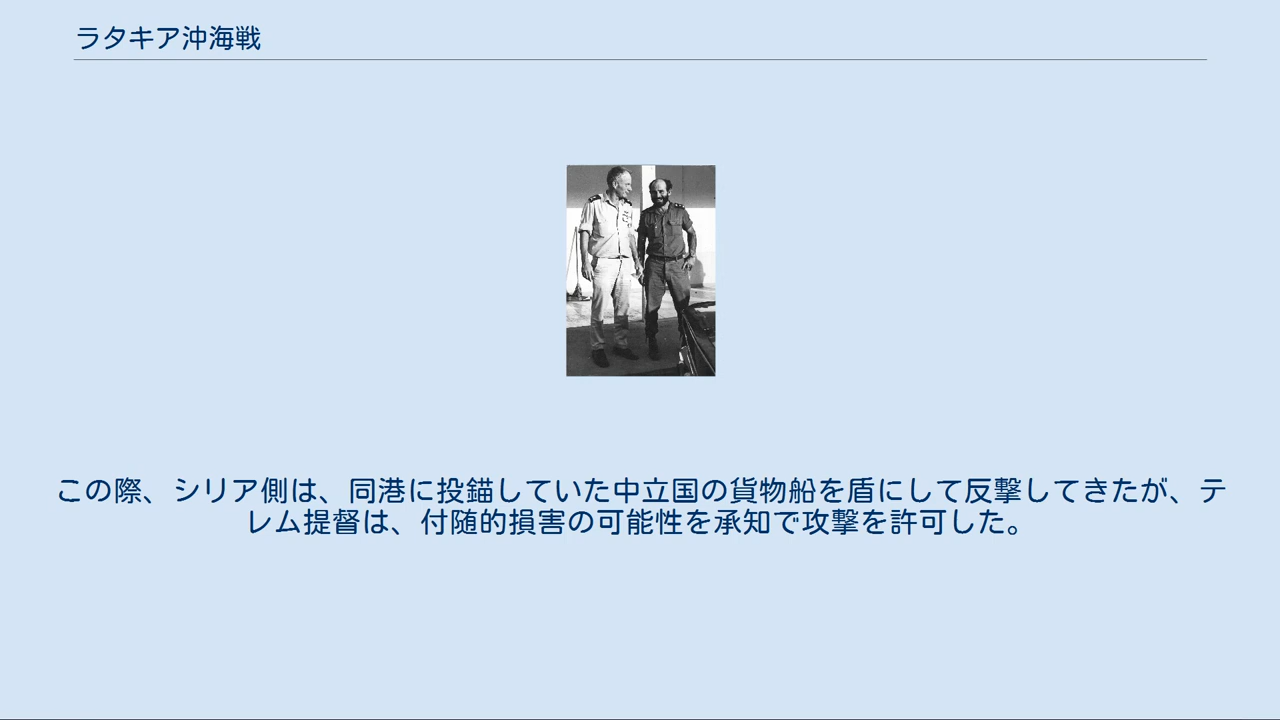 ラタキア沖海戦
この際、シリア側は、同港に投錨していた中立国の貨物船を盾にして反撃してきたが、テ
レム提督は、付随的損害の可能性を承知で攻撃を許可した。